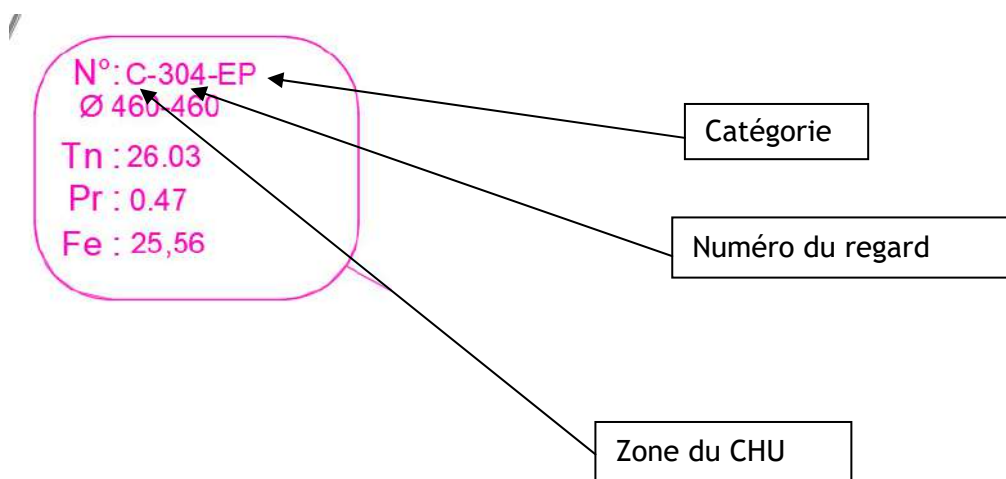 N°: C-304-EP
Ø 460-460
Tn : 26.03
Pr : 0.47
Fe : 25,56
Catégorie
Numéro du regard
Zone du CHU